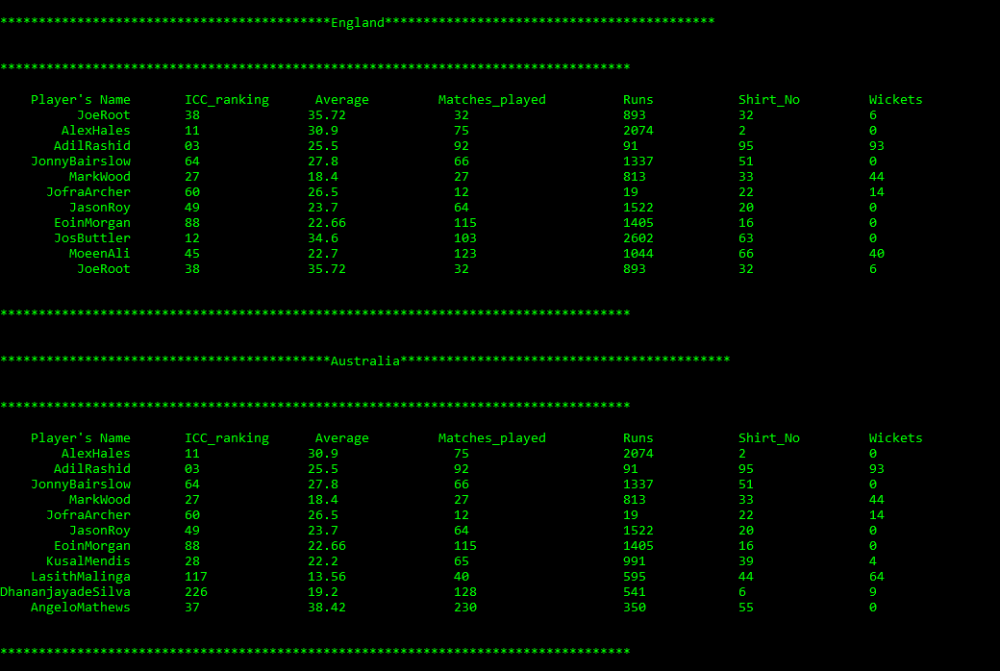 *******************************************England*******************************************
**********************************************************************************
Player's Name ICC_ranking Average Matches_played Runs Shirt_No Wickets
JoeRoot 38 35.72 32 893 32 6
AlexHales 11 30.9 75 2074 2 0
AdilRashid 03 25.5 92 91 95 93
JonnyBairslow 64 27.8 66 1337 51 0
MarkWood 27 18.4 27 813 33 44
JofraArcher 60 26.5 12 19 22 14
JasonRoy 49 23.7 64 1522 20 0
EoinMorgan 88 22.66 115 1405 16 0
JosButtler 12 34.6 103 2602 63 0
MoeenAli 45 22.7 123 1044 66 40
JoeRoot 38 35.72 32 893 32 6
**********************************************************************************
*******************************************Australia*******************************************
**********************************************************************************
Player's Name ICC_ranking Average Matches_played Runs Shirt_No Wickets
AlexHales 11 30.9 75 2074 2 0
AdilRashid 03 25.5 92 91 95 93
JonnyBairslow 64 27.8 66 1337 51 0
MarkWood 27 18.4 27 813 33 44
JofraArcher 60 26.5 12 19 22 14
JasonRoy 49 23.7 64 1522 20 0
EoinMorgan 88 22.66 115 1405 16 0
KusalMendis 28 22.2 65 991 39 4
LasithMalinga 117 13.56 40 595 44 64
DhananjayadeSilva 226 19.2 128 541 6 9
AngeloMathews 37 38.42 230 350 55 0
**********************************************************************************